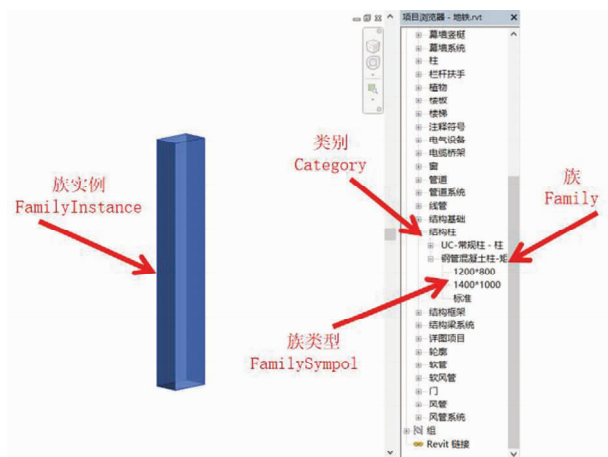 项目浏览器 - 地铁.rvt
幕墙竖梃
幕墙系统
柱
栏杆扶手
植物
楼板
楼梯
注释符号
电气设备
电缆桥架
窗
管道
管道系统
线管
结构基础
结构柱
UC-常规柱 - 柱
钢管混凝土柱-矩
1200*800
1400*1000
标准
结构框架
结构梁系统
详图项目
轮廓
软管
软风管
门
风管
风管系统
组
Revit 链接
类别
Category
族
Family
族实例
FamilyInstance
族类型
FamilySympol